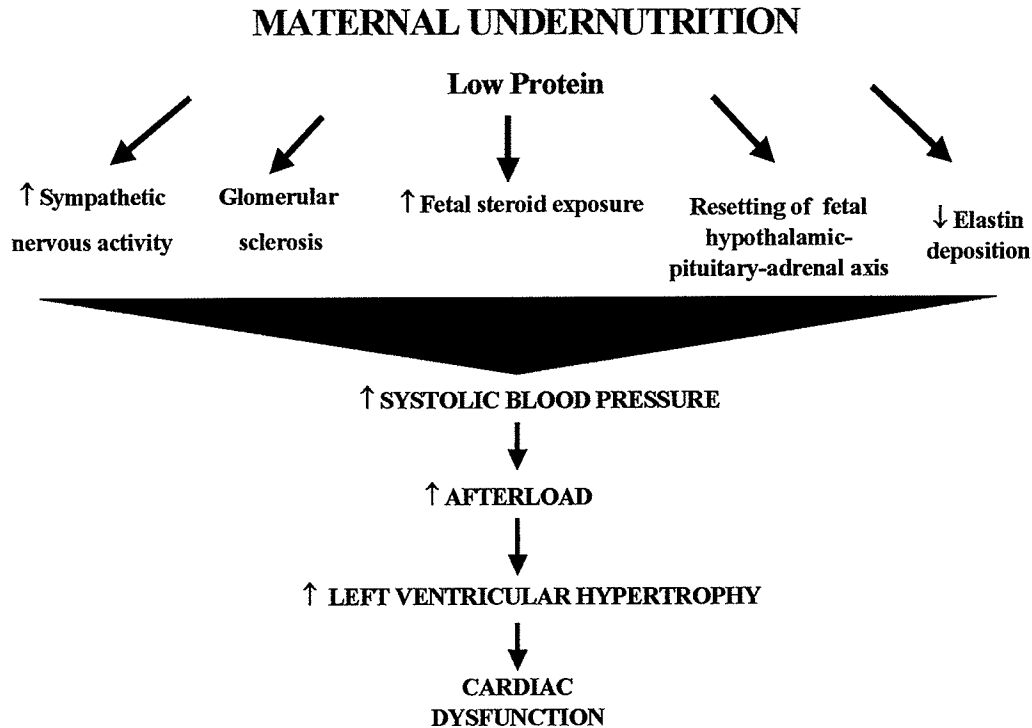 MATERNAL UNDERNUTRITION
Low Protein
↑ Sympathetic
nervous activity
Glomerular
sclerosis
↑ Fetal steroid exposure
Resetting of fetal
hypothalamic-
pituitary-adrenal axis
↓ Elastin
deposition
↑ SYSTOLIC BLOOD PRESSURE
↑ AFTERLOAD
↑ LEFT VENTRICULAR HYPERTROPHY
CARDIAC
DYSFUNCTION